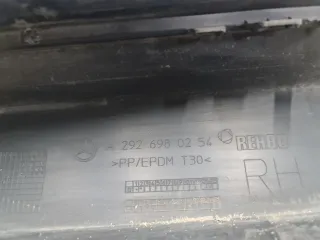 A 292 698 02 54 REHAU
>PP/EPDM T30<
RH